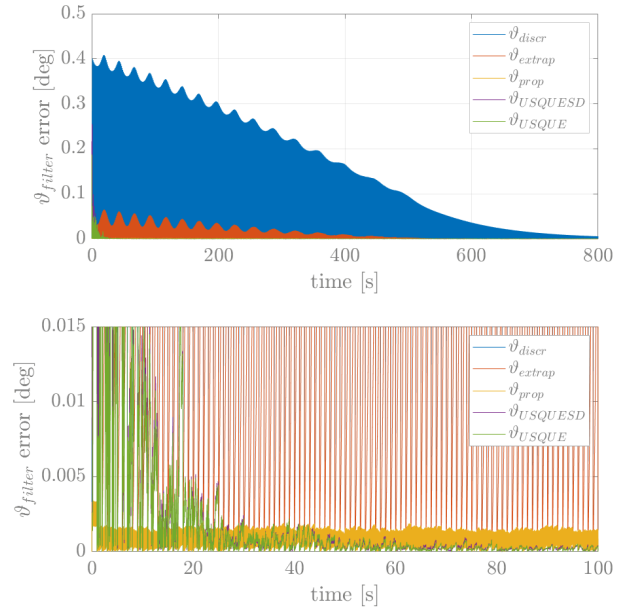 0.5
0.4
0.3
0.2
0.1
0
ϑ_filter error [deg]
ϑ_discr
ϑ_extrap
ϑ_prop
ϑ_USQUESD
ϑ_USQUE
0 200 400 600 800
time [s]
0.015
0.01
0.005
0
ϑ_filter error [deg]
ϑ_discr
ϑ_extrap
ϑ_prop
ϑ_USQUESD
ϑ_USQUE
0 20 40 60 80 100
time [s]